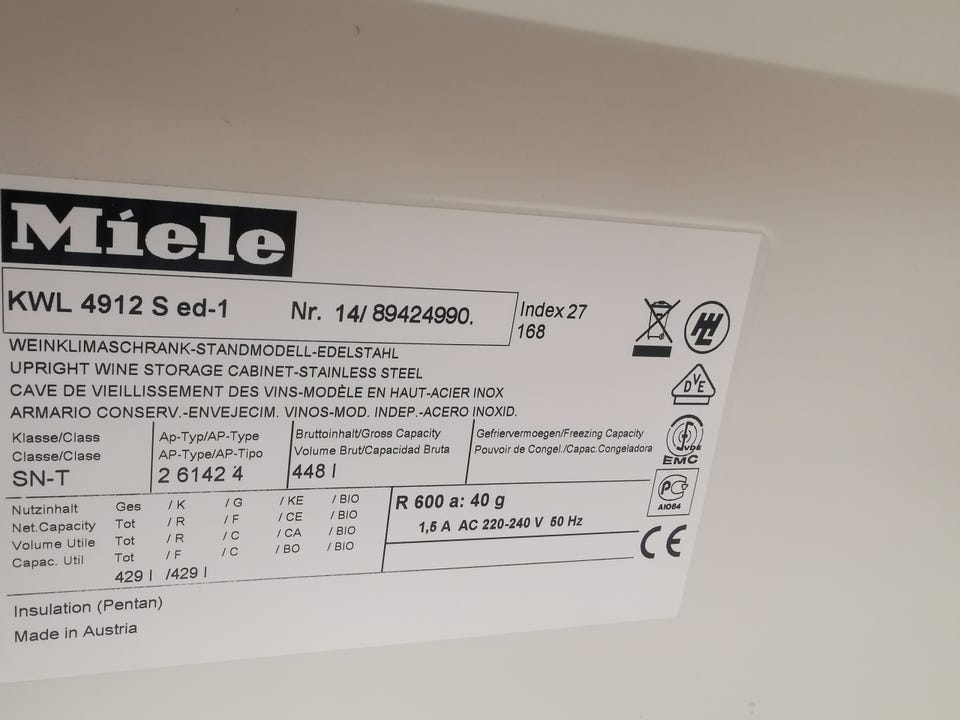 Miele
KWL 4912 S ed-1 Nr. 14/ 89424990. Index 27
168
WEINKLIMASCHRANK-STANDMODELL-EDELSTAHL
UPRIGHT WINE STORAGE CABINET-STAINLESS STEEL
CAVE DE VIEILLISSEMENT DES VINS-MODÈLE EN HAUT-ACIER INOX
ARMARIO CONSERV.-ENVEJECIM. VINOS-MOD. INDEP.-ACERO INOXID.
Klasse/Class Ap-Typ/AP-Type Bruttoinhalt/Gross Capacity Gefriervermoegen/Freezing Capacity
Classe/Clase AP-Type/AP-Tipo Volume Brut/Capacidad Bruta Pouvoir de Congel./Capac.Congeladora
SN-T 2 6142 4 448 l
Nutzinhalt Ges / K / G / KE / BIO
Net.Capacity Tot / R / F / CE / BIO
Volume Utile Tot / R / C / CA / BIO
Capac. Util Tot / F / C / BO / BIO
429 l /429 l
R 600 a: 40 g
1,5 A AC 220-240 V 50 Hz
Insulation (Pentan)
Made in Austria
DVE
VDE
EMC
PC
АЮ64
CE